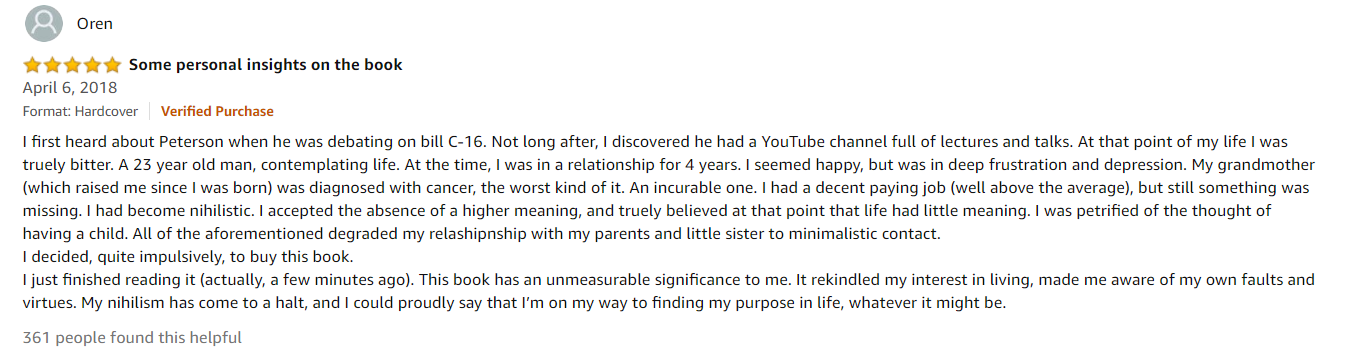 Oren
Some personal insights on the book
April 6, 2018
Format: Hardcover Verified Purchase
I first heard about Peterson when he was debating on bill C-16. Not long after, I discovered he had a YouTube channel full of lectures and talks. At that point of my life I was
truely bitter. A 23 year old man, contemplating life. At the time, I was in a relationship for 4 years. I seemed happy, but was in deep frustration and depression. My grandmother
(which raised me since I was born) was diagnosed with cancer, the worst kind of it. An incurable one. I had a decent paying job (well above the average), but still something was
missing. I had become nihilistic. I accepted the absence of a higher meaning, and truely believed at that point that life had little meaning. I was petrified of the thought of
having a child. All of the aforementioned degraded my relashipnship with my parents and little sister to minimalistic contact.
I decided, quite impulsively, to buy this book.
I just finished reading it (actually, a few minutes ago). This book has an unmeasurable significance to me. It rekindled my interest in living, made me aware of my own faults and
virtues. My nihilism has come to a halt, and I could proudly say that I'm on my way to finding my purpose in life, whatever it might be.
361 people found this helpful